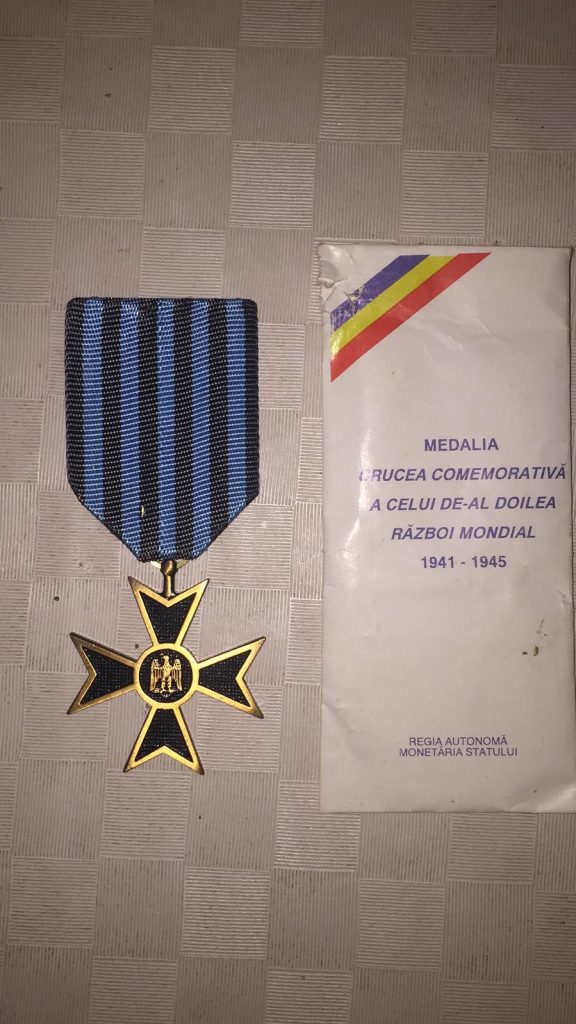 MEDALIA
CRUCEA COMEMORATIVĂ
A CELUI DE-AL DOILEA
RĂZBOI MONDIAL
1941 - 1945
REGIA AUTONOMĂ
MONETĂRIA STATULUI